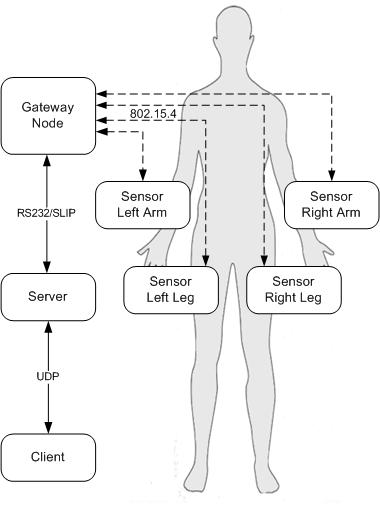 Gateway
Node
802.15.4
Sensor
Left Arm
Sensor
Right Arm
RS232/SLIP
Sensor
Left Leg
Sensor
Right Leg
Server
UDP
Client